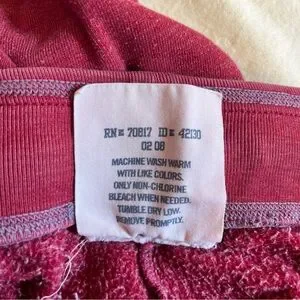 RN# 70817 ID# 42130
02 08
MACHINE WASH WARM
WITH LIKE COLORS.
ONLY NON-CHLORINE
BLEACH WHEN NEEDED.
TUMBLE DRY LOW.
REMOVE PROMPTLY.